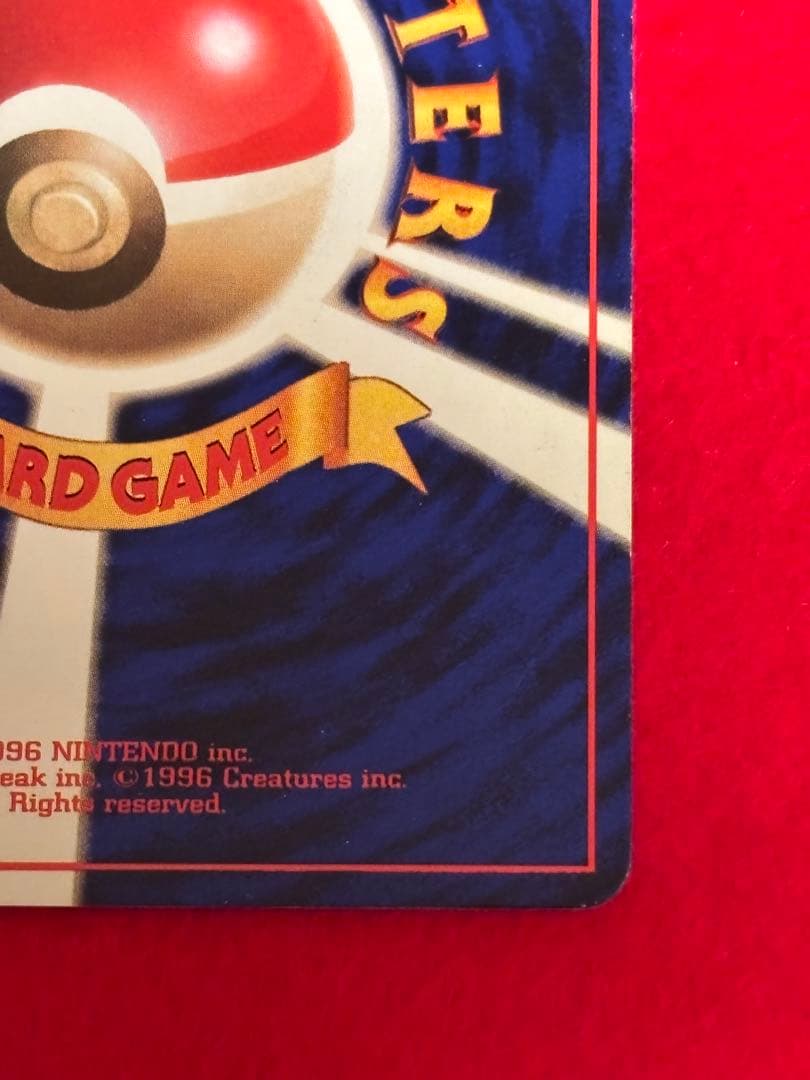 TERS
ARD GAME
996 NINTENDO inc.
eak inc. ©1996 Creatures inc.
Rights reserved.